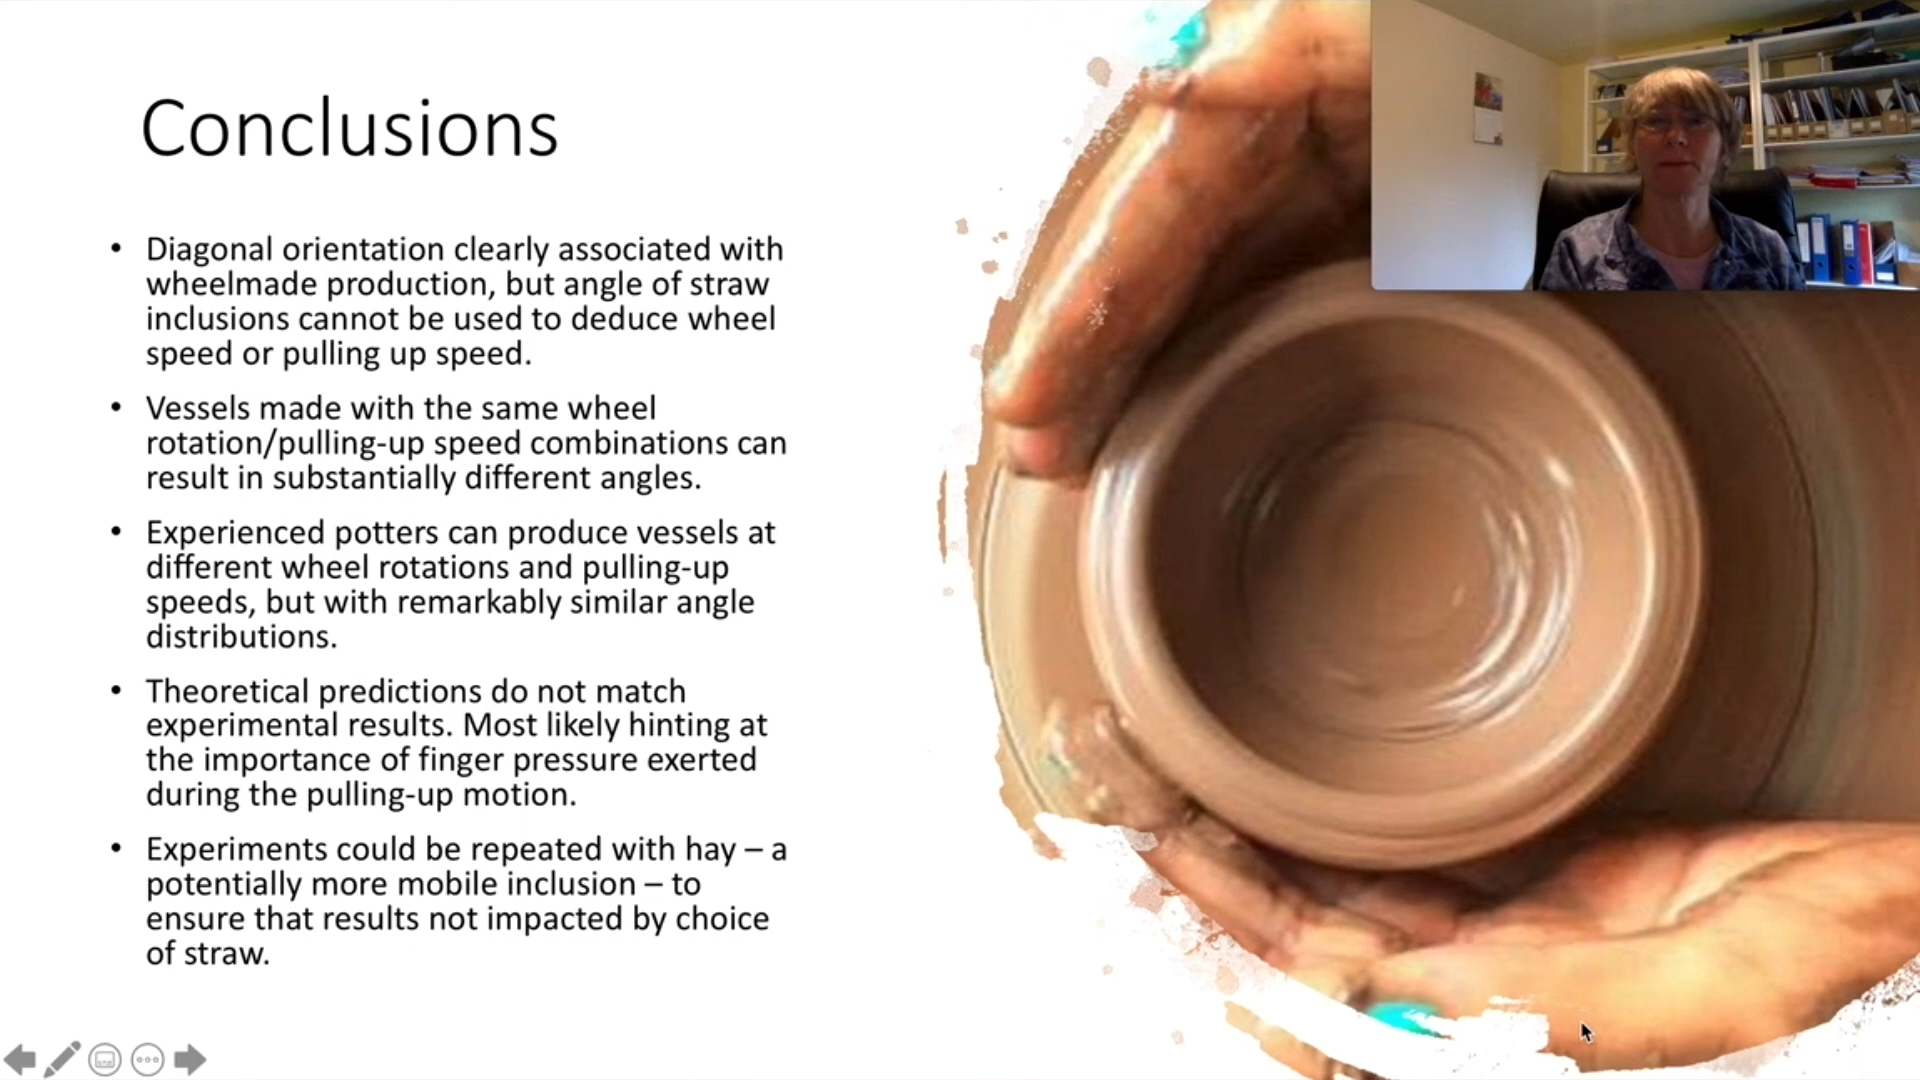 Conclusions
• Diagonal orientation clearly associated with
wheelmade production, but angle of straw
inclusions cannot be used to deduce wheel
speed or pulling up speed.
• Vessels made with the same wheel
rotation/pulling-up speed combinations can
result in substantially different angles.
• Experienced potters can produce vessels at
different wheel rotations and pulling-up
speeds, but with remarkably similar angle
distributions.
• Theoretical predictions do not match
experimental results. Most likely hinting at
the importance of finger pressure exerted
during the pulling-up motion.
• Experiments could be repeated with hay – a
potentially more mobile inclusion – to
ensure that results not impacted by choice
of straw.